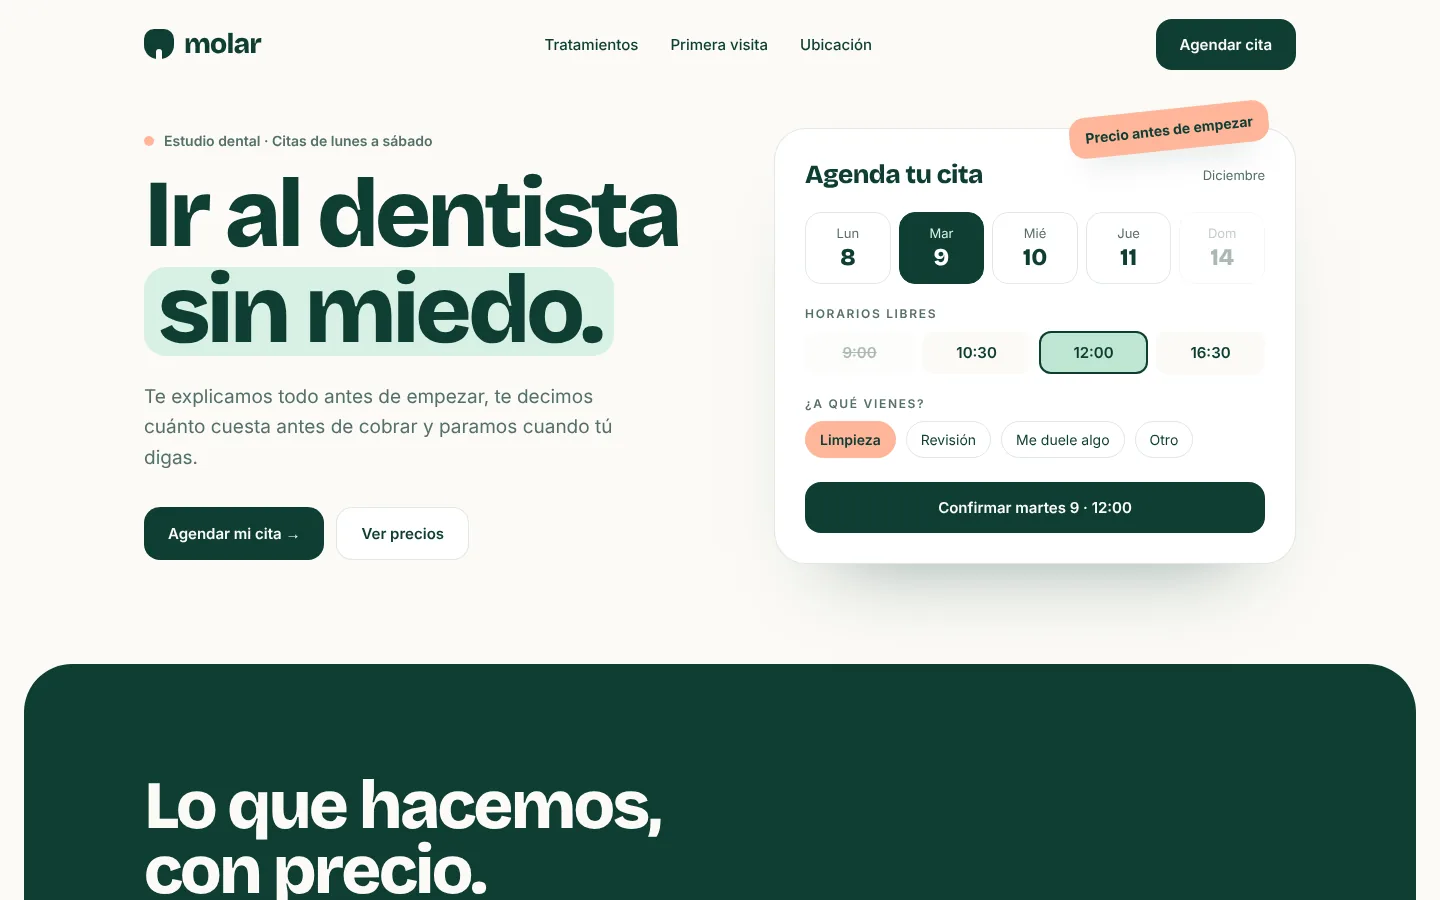 molar
Tratamientos
Primera visita
Ubicación
Agendar cita
Estudio dental · Citas de lunes a sábado
Ir al dentista
sin miedo.
Te explicamos todo antes de empezar, te decimos
cuánto cuesta antes de cobrar y paramos cuando tú
digas.
Agendar mi cita →
Ver precios
Precio antes de empezar
Agenda tu cita
Diciembre
Lun
8
Mar
9
Mié
10
Jue
11
Dom
14
HORARIOS LIBRES
9:00
10:30
12:00
16:30
¿A QUÉ VIENES?
Limpieza
Revisión
Me duele algo
Otro
Confirmar martes 9 · 12:00
Lo que hacemos,
con precio.